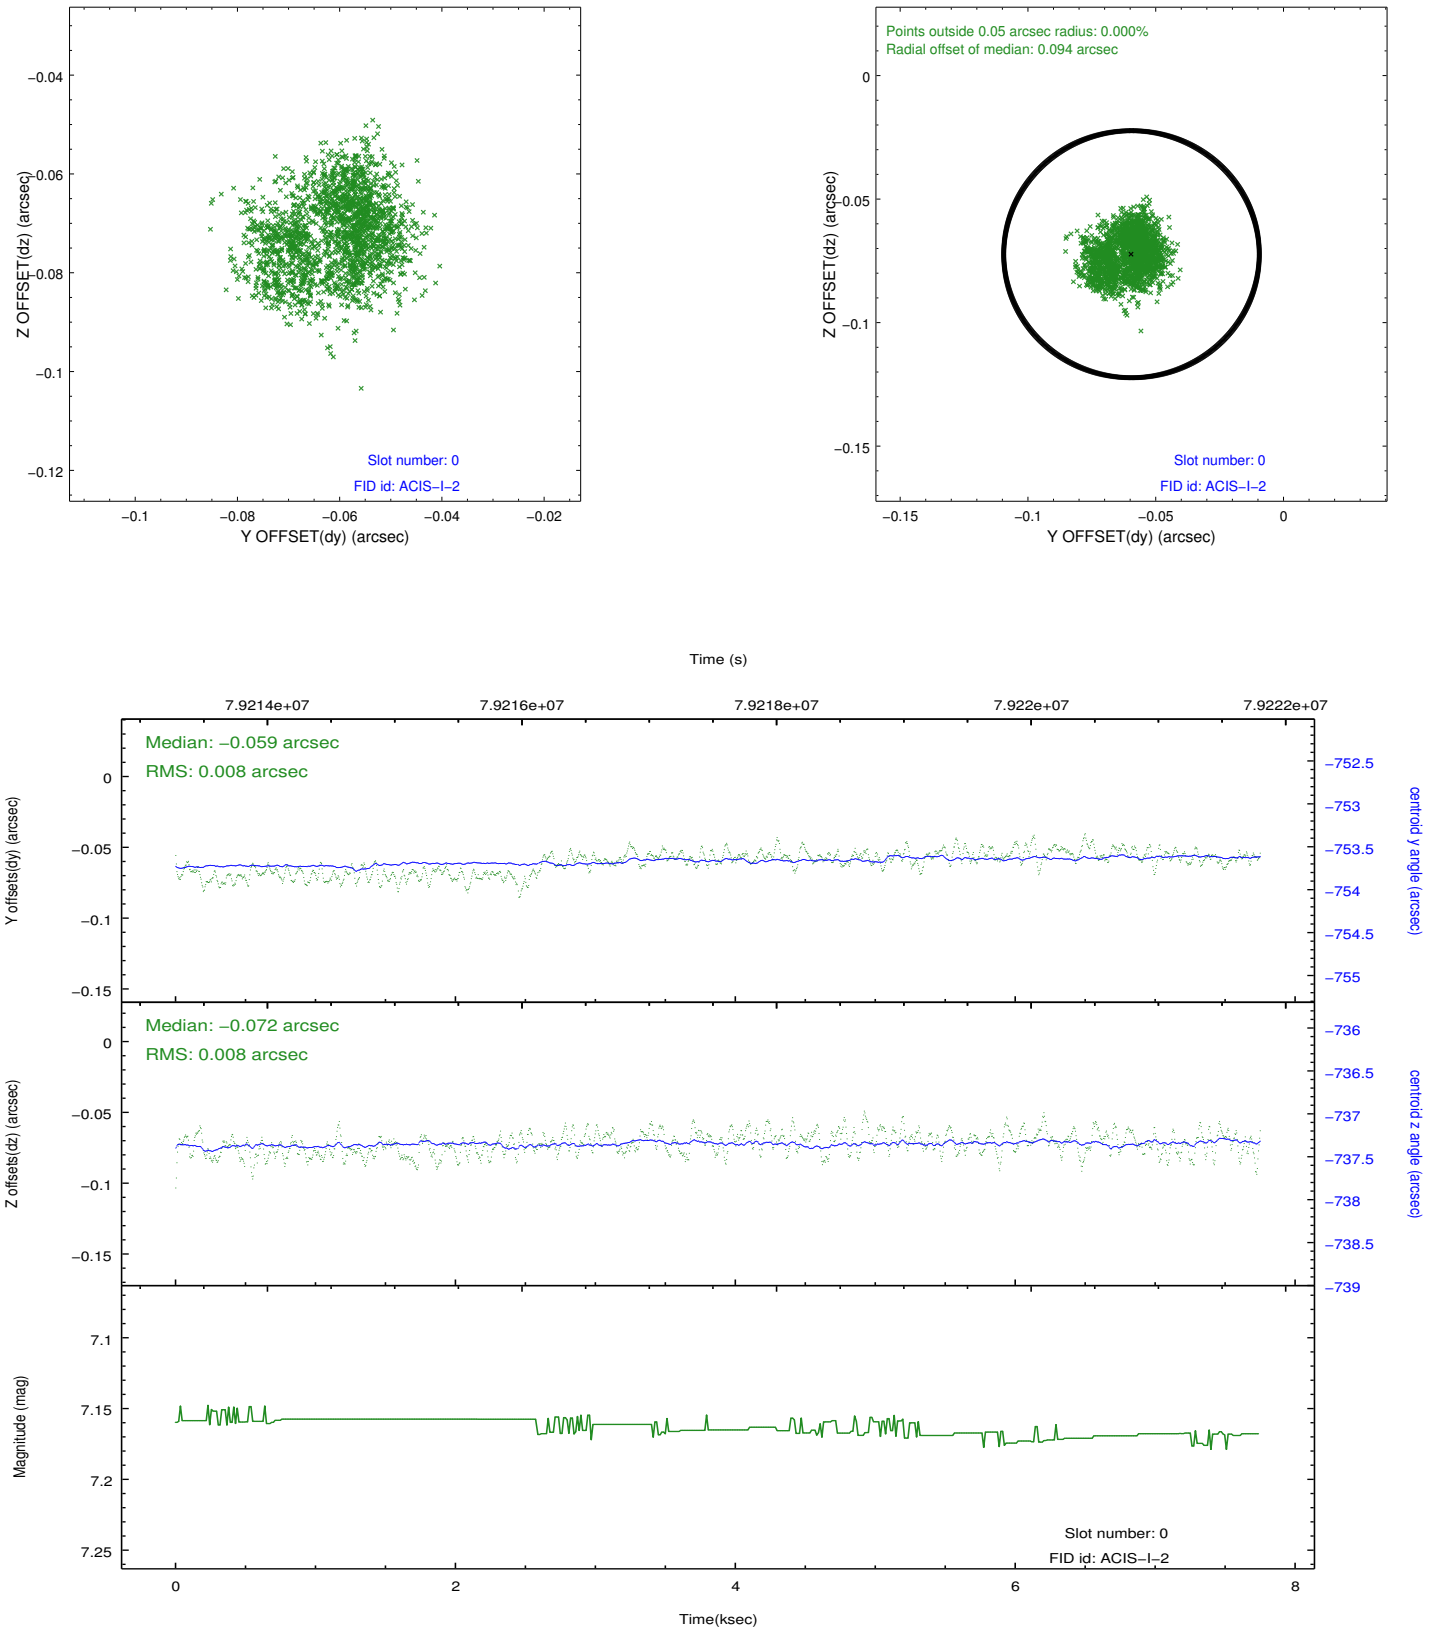 −0.04
−0.06
−0.08
−0.1
−0.12
Z OFFSET(dz) (arcsec)
Slot number: 0
FID id: ACIS−I−2
−0.1
−0.08
−0.06
−0.04
−0.02
Y OFFSET(dy) (arcsec)
Points outside 0.05 arcsec radius: 0.000%
Radial offset of median: 0.094 arcsec
0
−0.05
−0.1
−0.15
Z OFFSET(dz) (arcsec)
Slot number: 0
FID id: ACIS−I−2
−0.15
−0.1
−0.05
0
Y OFFSET(dy) (arcsec)
Time (s)
7.9214e+07
7.9216e+07
7.9218e+07
7.922e+07
7.9222e+07
Median: −0.059 arcsec
RMS: 0.008 arcsec
0
−0.05
−0.1
−0.15
Y offsets(dy) (arcsec)
−752.5
−753
−753.5
−754
−754.5
−755
centroid y angle (arcsec)
Median: −0.072 arcsec
RMS: 0.008 arcsec
0
−0.05
−0.1
−0.15
Z offsets(dz) (arcsec)
−736
−736.5
−737
−737.5
−738
−738.5
−739
centroid z angle (arcsec)
7.1
7.15
7.2
7.25
Magnitude (mag)
Slot number: 0
FID id: ACIS−I−2
0
2
4
6
8
Time(ksec)